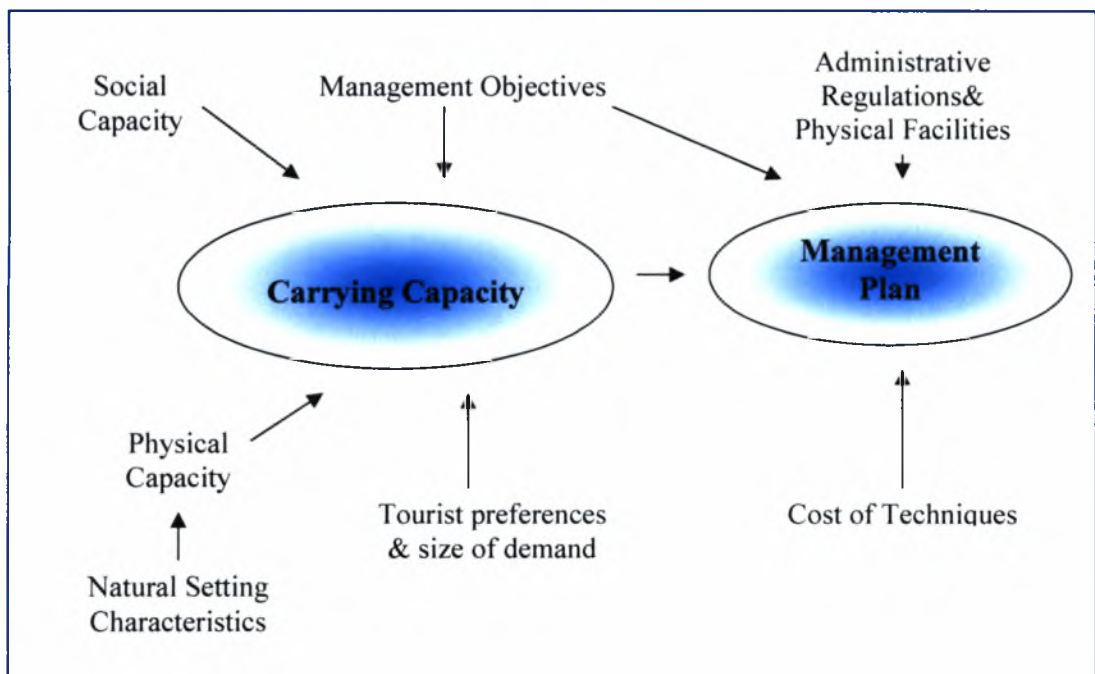 Social
Capacity
Management Objectives
Administrative
Regulations&
Physical Facilities
Carrying Capacity
Management
Plan
Physical
Capacity
Tourist preferences
& size of demand
Cost of Techniques
Natural Setting
Characteristics